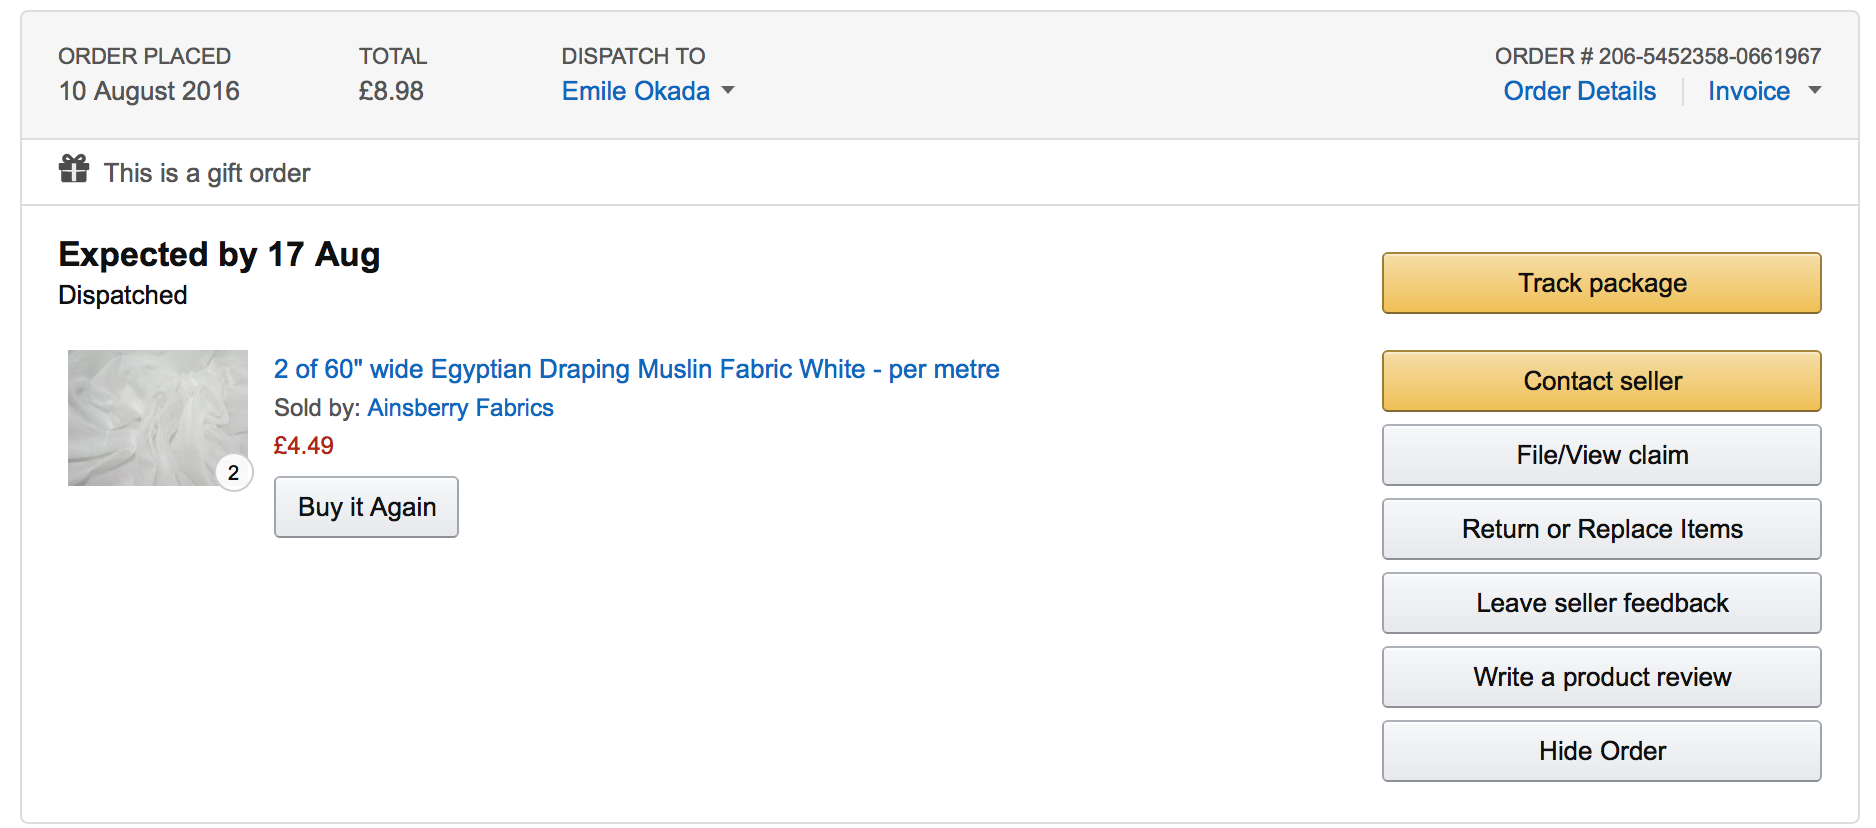 ORDER PLACED
10 August 2016
TOTAL
£8.98
DISPATCH TO
Emile Okada
ORDER # 206-5452358-0661967
Order Details
Invoice
This is a gift order
Expected by 17 Aug
Dispatched
2
2 of 60" wide Egyptian Draping Muslin Fabric White - per metre
Sold by: Ainsberry Fabrics
£4.49
Buy it Again
Track package
Contact seller
File/View claim
Return or Replace Items
Leave seller feedback
Write a product review
Hide Order